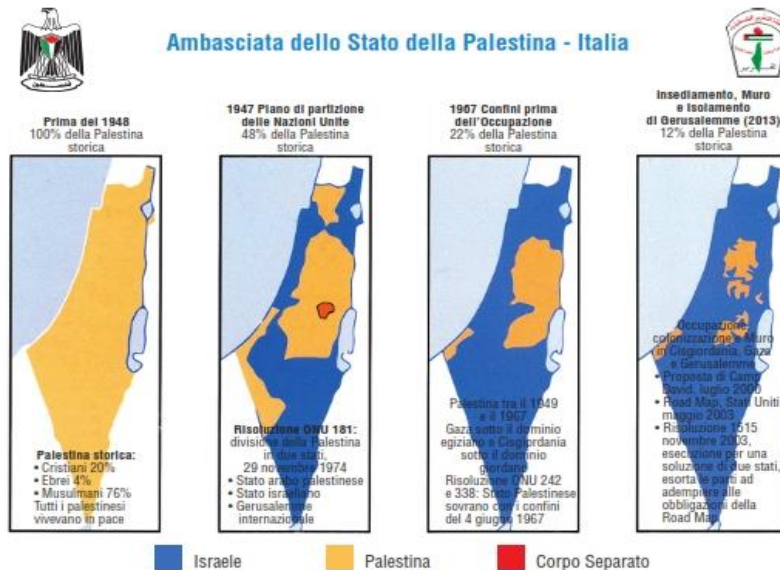 Ambasciata dello Stato della Palestina - Italia
Prima del 1948
100% della Palestina
storica
1947 Piano di partizione
delle Nazioni Unite
48% della Palestina
storica
1967 Confini prima
dell'Occupazione
22% della Palestina
storica
Insediamento, Muro
e Isolamento
di Gerusalemme (2013)
12% della Palestina
storica
Palestina storica:
• Cristiani 20%
• Ebrei 4%
• Musulmani 76%
Tutti i palestinesi
vivevano in pace
Risoluzione ONU 181:
divisione della Palestina
in due stati,
29 novembre 1974
• Stato arabo palestinese
• Stato israeliano
• Gerusalemme
internazionale
Palestina tra il 1949
e il 1967
Gaza sotto il dominio
egiziano e Cisgiordania
sotto il dominio
giordano
Risoluzione ONU 242
e 338: Stato Palestinese
sovrano con i confini
del 4 giugno 1967
Occupazione,
colonizzazione e Muro
in Cisgiordania, Gaza
e Gerusalemme
• Proposta di Camp
David, luglio 2000
• Road Map, Stati Uniti
maggio 2003
• Risoluzione 1515
novembre 2003,
esecuzione per una
soluzione di due stati,
esorta le parti ad
adempiere alle
obbligazioni della
Road Map
Israele
Palestina
Corpo Separato